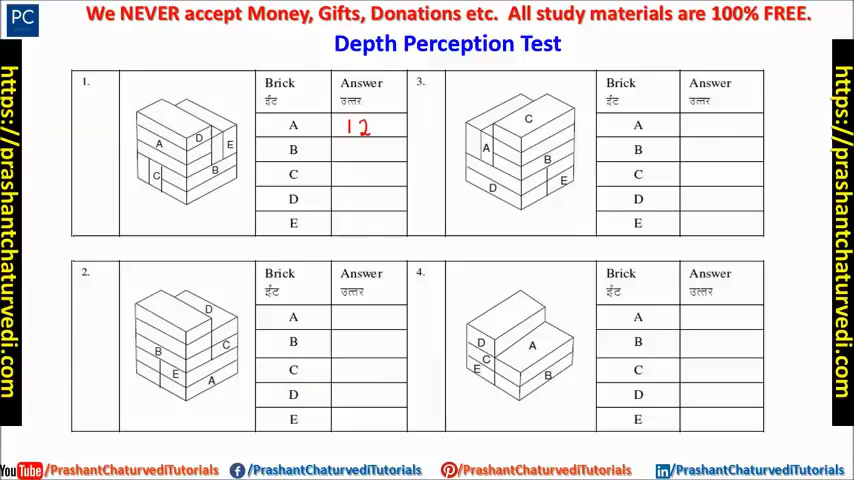 PC
We NEVER accept Money, Gifts, Donations etc. All study materials are 100% FREE.
Depth Perception Test
https://prashantchaturvedi.com
https://prashantchaturvedi.com
1.
Brick Answer
ईंट उत्तर
A 12
B
C
D
E
A
B
C
D
E
3.
Brick Answer
ईंट उत्तर
A
B
C
D
E
C
A
B
D
E
2.
Brick Answer
ईंट उत्तर
A
B
C
D
E
D
B
C
E
A
4.
Brick Answer
ईंट उत्तर
A
B
C
D
E
D
A
C
E
B
YouTube/PrashantChaturvediTutorials f/PrashantChaturvediTutorials /PrashantChaturvediTutorials in/PrashantChaturvediTutorials